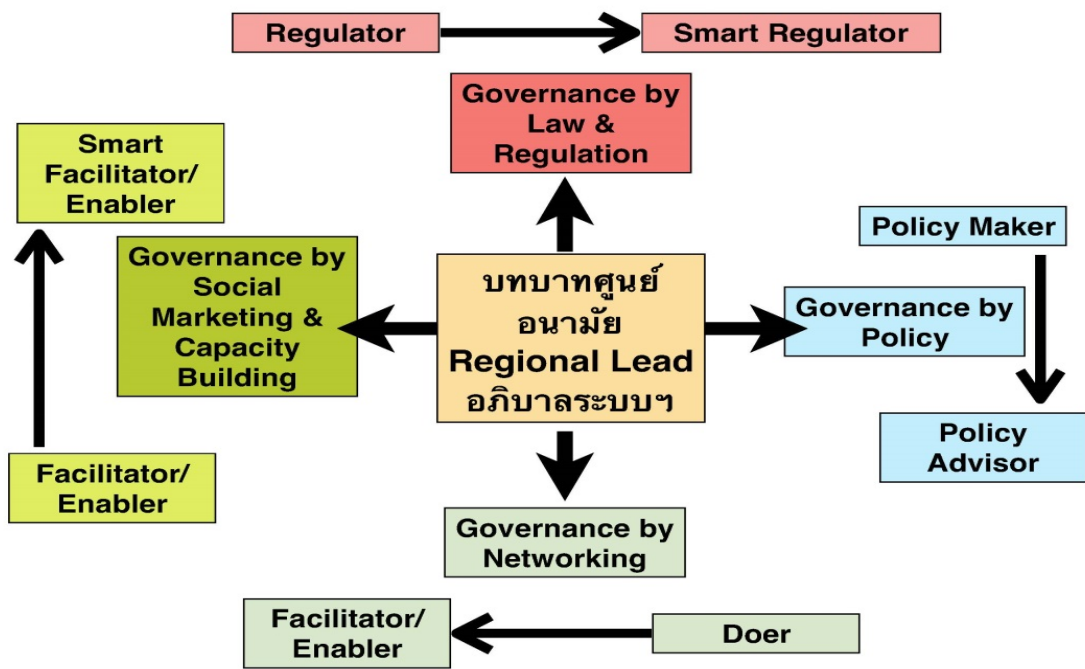 Regulator
Smart Regulator
Governance by
Law &
Regulation
Smart
Facilitator/
Enabler
Governance by
Social
Marketing &
Capacity
Building
Facilitator/
Enabler
บทบาทศูนย์
อนามัย
Regional Lead
อภิบาลระบบฯ
Policy Maker
Governance by
Policy
Policy
Advisor
Governance by
Networking
Facilitator/
Enabler
Doer